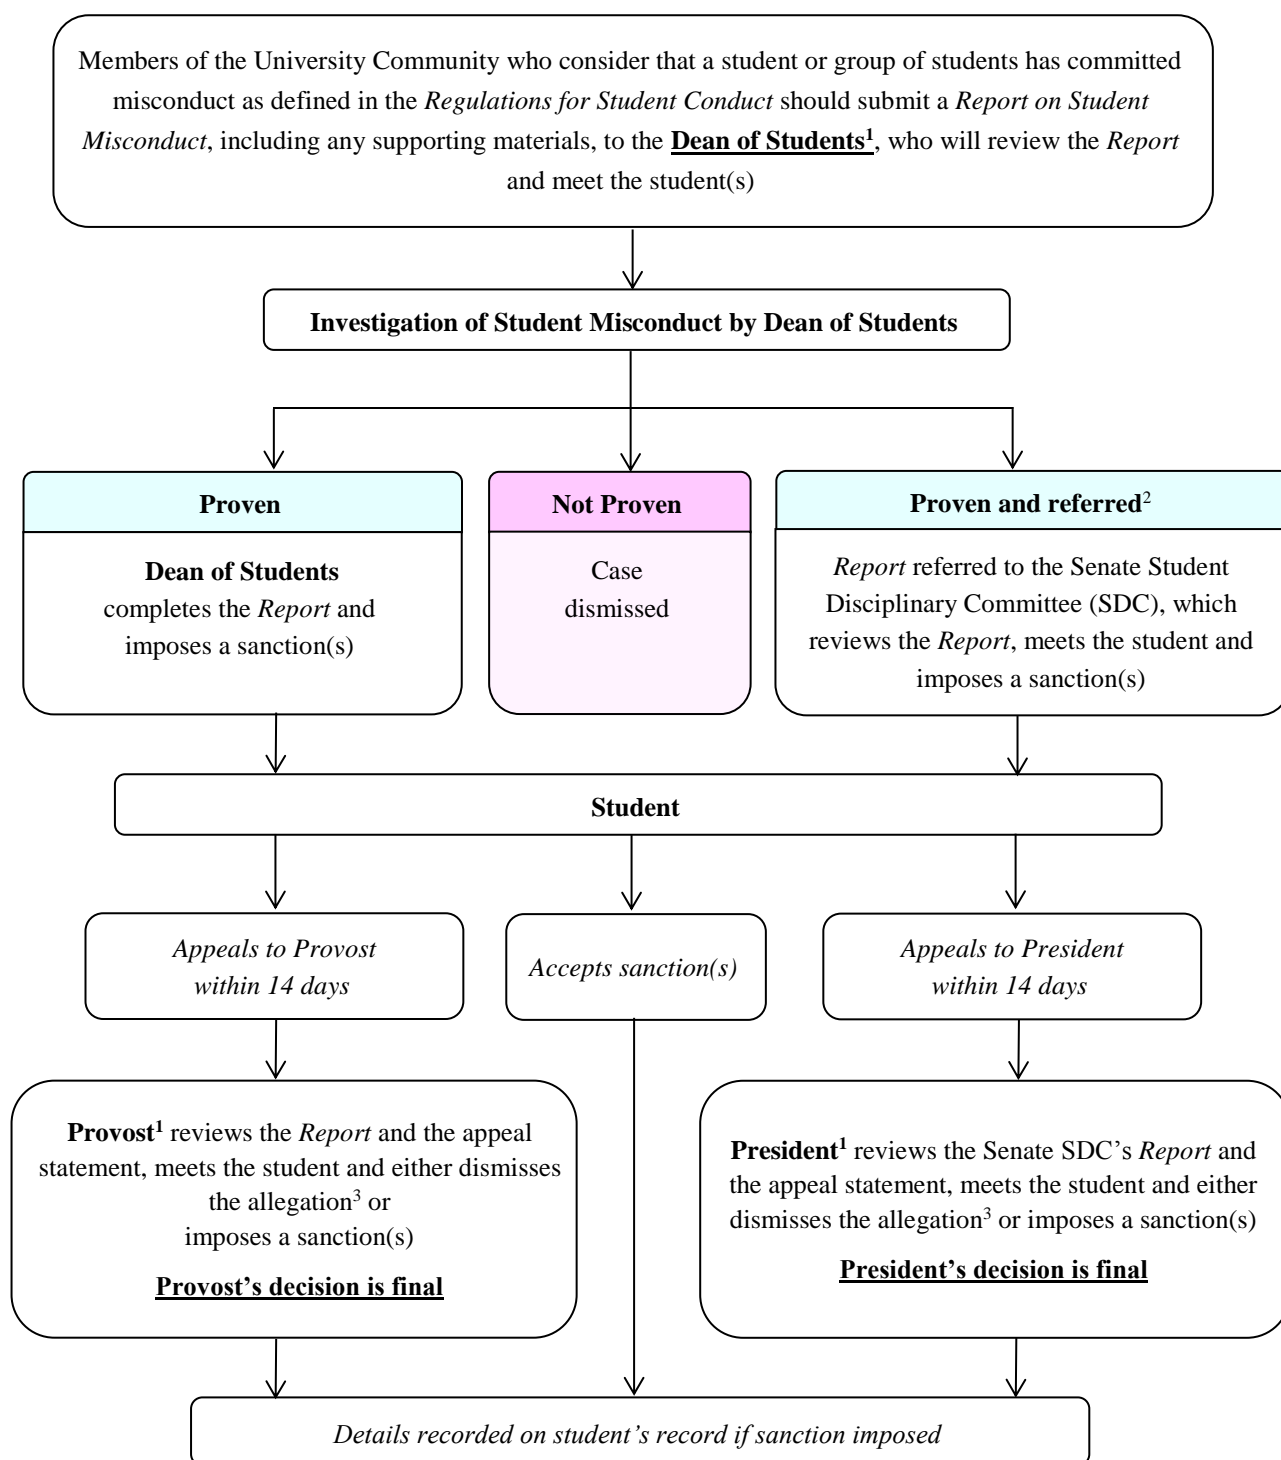 Members of the University Community who consider that a student or group of students has committed
misconduct as defined in the Regulations for Student Conduct should submit a Report on Student
Misconduct, including any supporting materials, to the Dean of Students¹, who will review the Report
and meet the student(s)
Investigation of Student Misconduct by Dean of Students
Proven
Dean of Students
completes the Report and
imposes a sanction(s)
Not Proven
Case
dismissed
Proven and referred²
Report referred to the Senate Student
Disciplinary Committee (SDC), which
reviews the Report, meets the student and
imposes a sanction(s)
Student
Appeals to Provost
within 14 days
Accepts sanction(s)
Appeals to President
within 14 days
Provost¹ reviews the Report and the appeal
statement, meets the student and either dismisses
the allegation³ or
imposes a sanction(s)
Provost’s decision is final
President¹ reviews the Senate SDC’s Report and
the appeal statement, meets the student and either
dismisses the allegation³ or imposes a sanction(s)
President’s decision is final
Details recorded on student’s record if sanction imposed